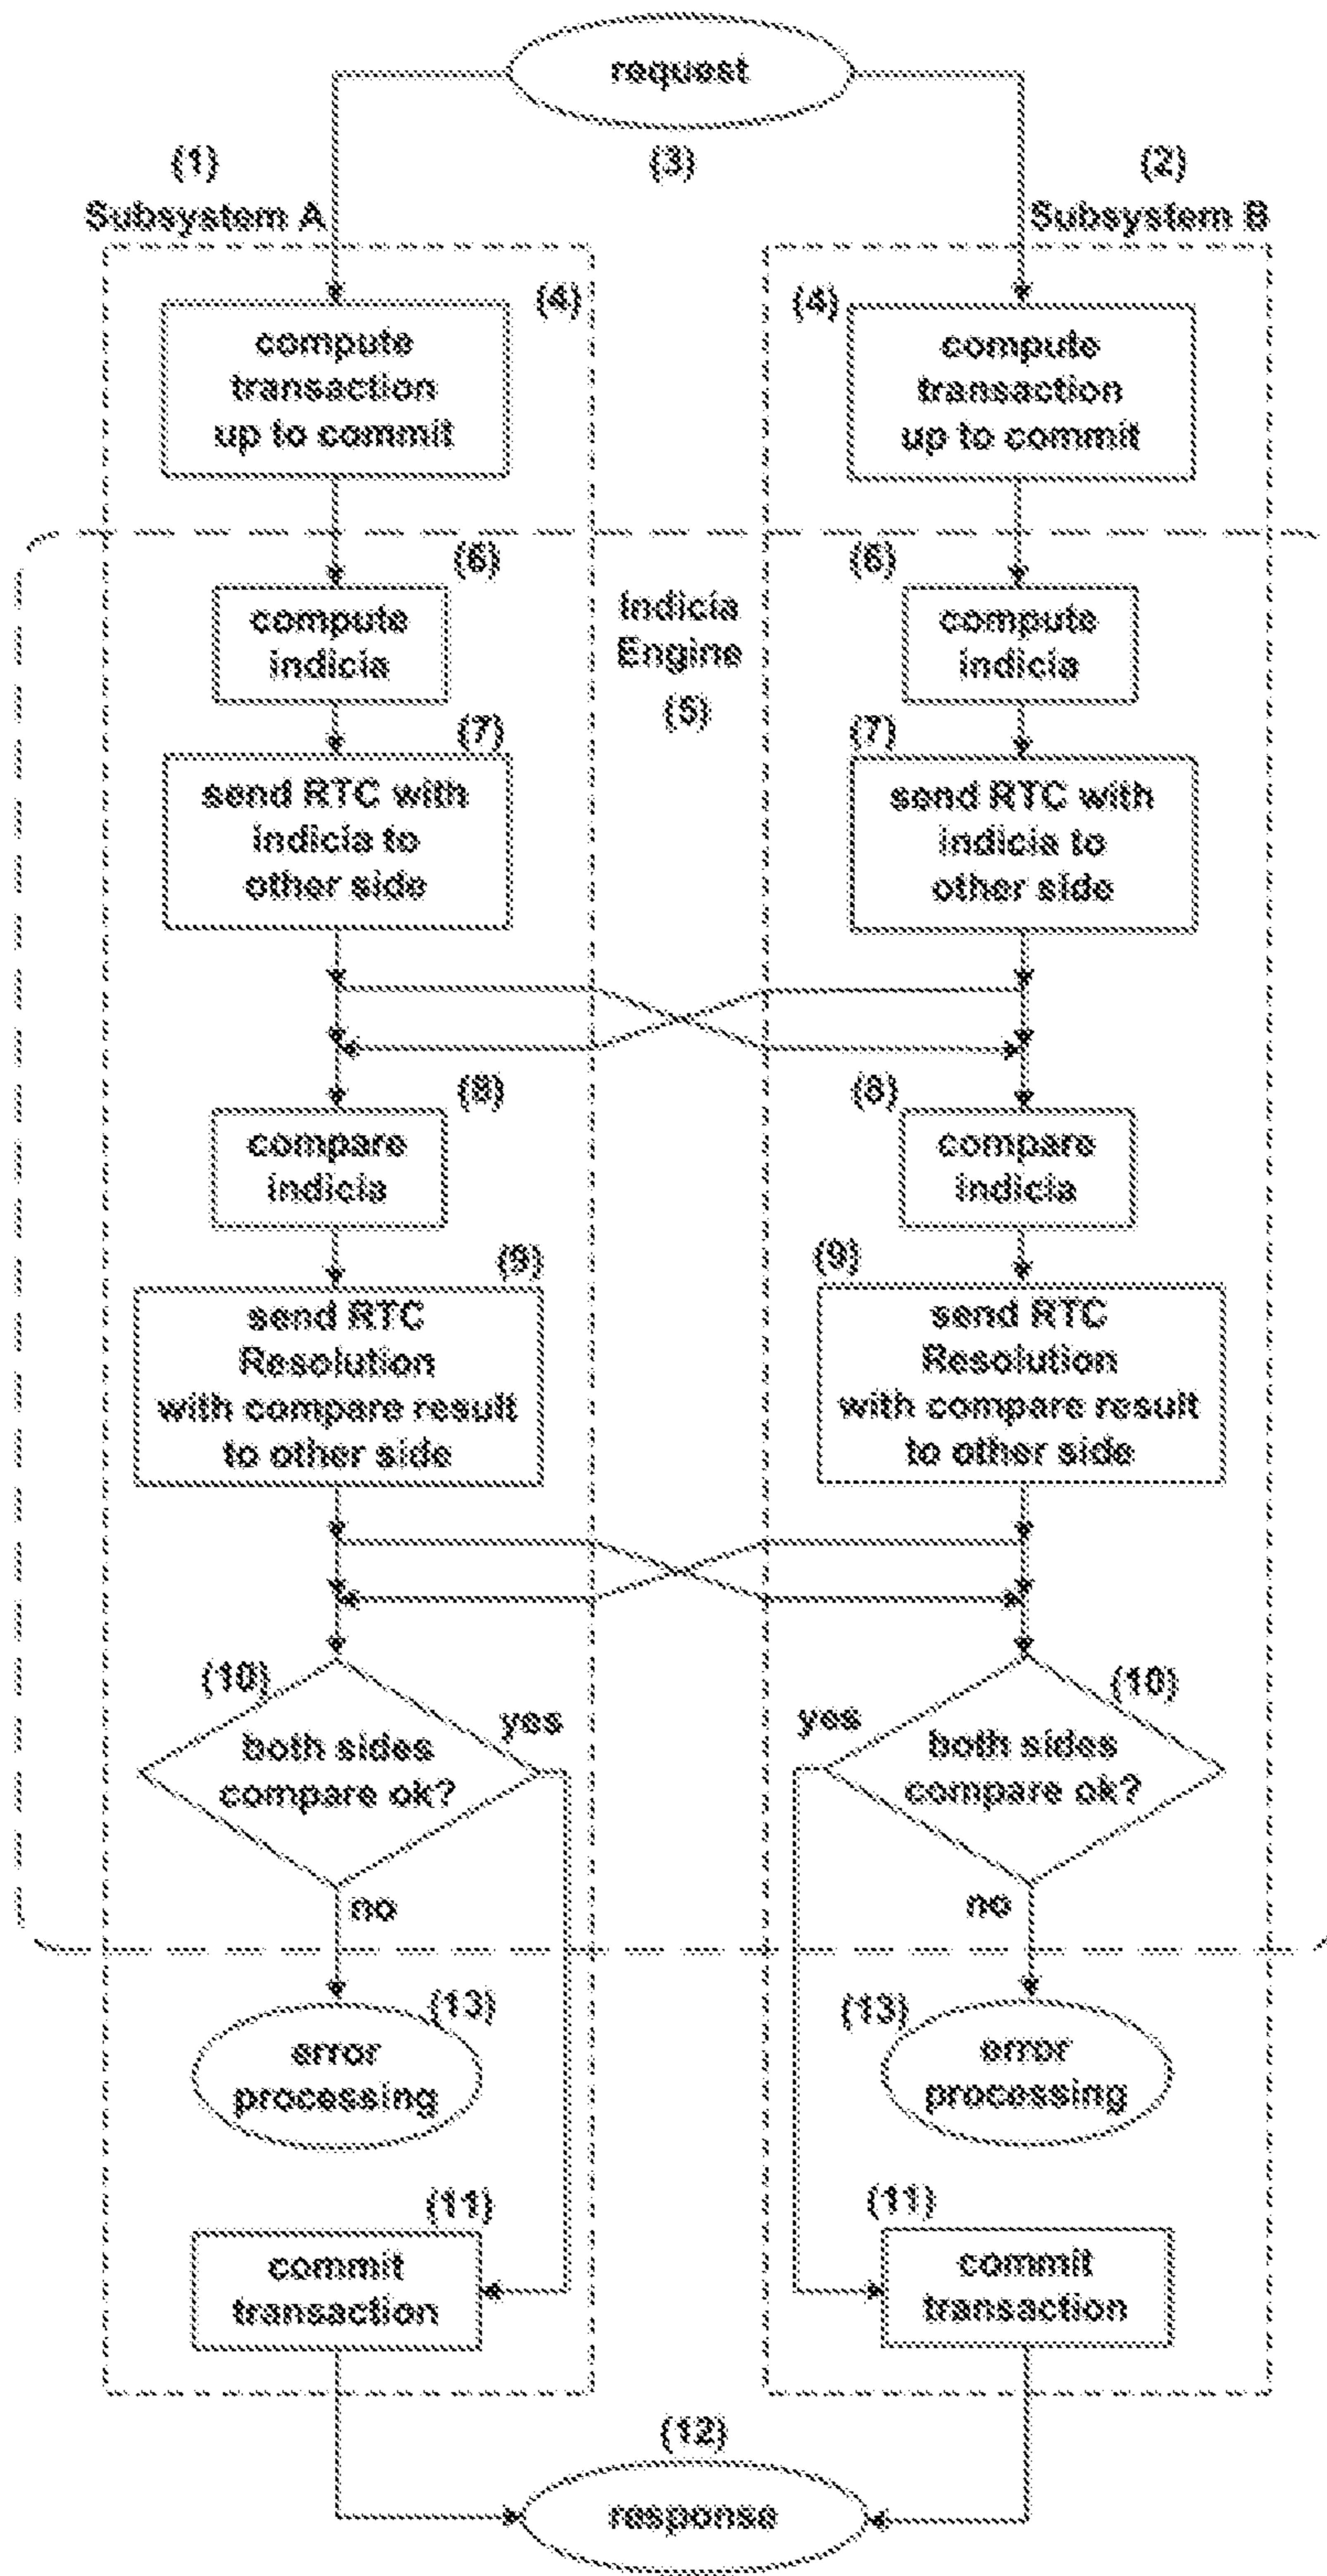 request
(3)
(1)
Subsystem A
(2)
Subsystem B
(4)
compute
transaction
up to commit
(4)
compute
transaction
up to commit
(6)
compute
indicia
Indicia
Engine
(5)
(6)
compute
indicia
(7)
send RTC with
indicia to
other side
(7)
send RTC with
indicia to
other side
(8)
compare
indicia
(8)
compare
indicia
(9)
send RTC
Resolution
with compare result
to other side
(9)
send RTC
Resolution
with compare result
to other side
(10)
both sides
compare ok?
yes
no
(10)
both sides
compare ok?
yes
no
(13)
error
processing
(13)
error
processing
(11)
commit
transaction
(11)
commit
transaction
(12)
response